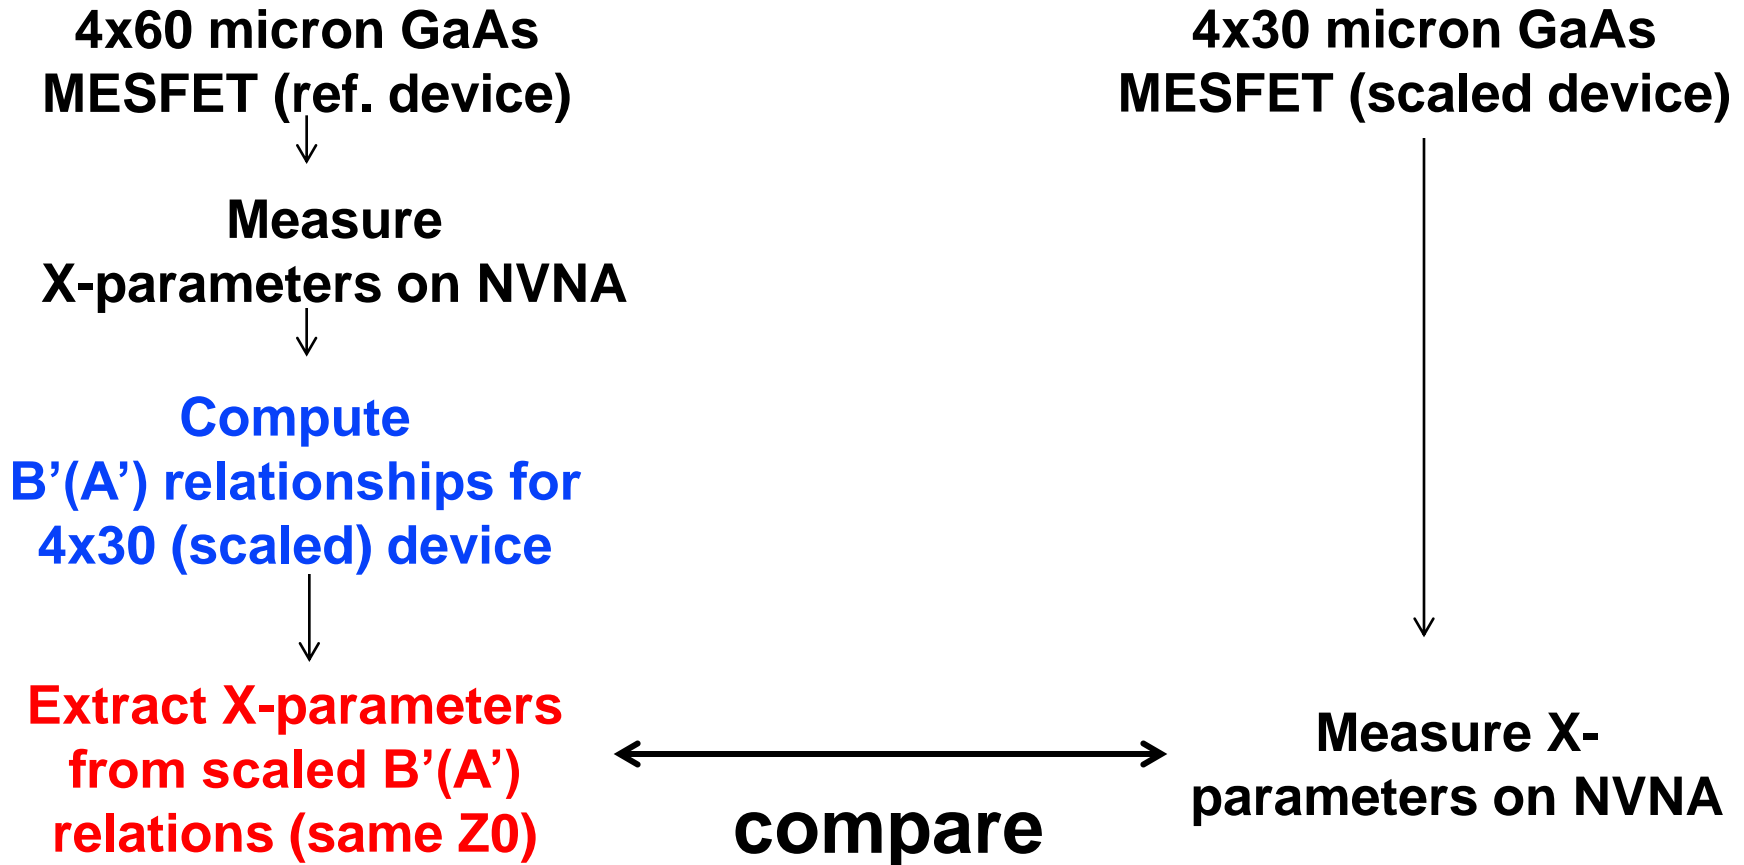 4x60 micron GaAs
MESFET (ref. device)
Measure
X-parameters on NVNA
Compute
B’(A’) relationships for
4x30 (scaled) device
Extract X-parameters
from scaled B’(A’)
relations (same Z0)
compare
4x30 micron GaAs
MESFET (scaled device)
Measure X-
parameters on NVNA